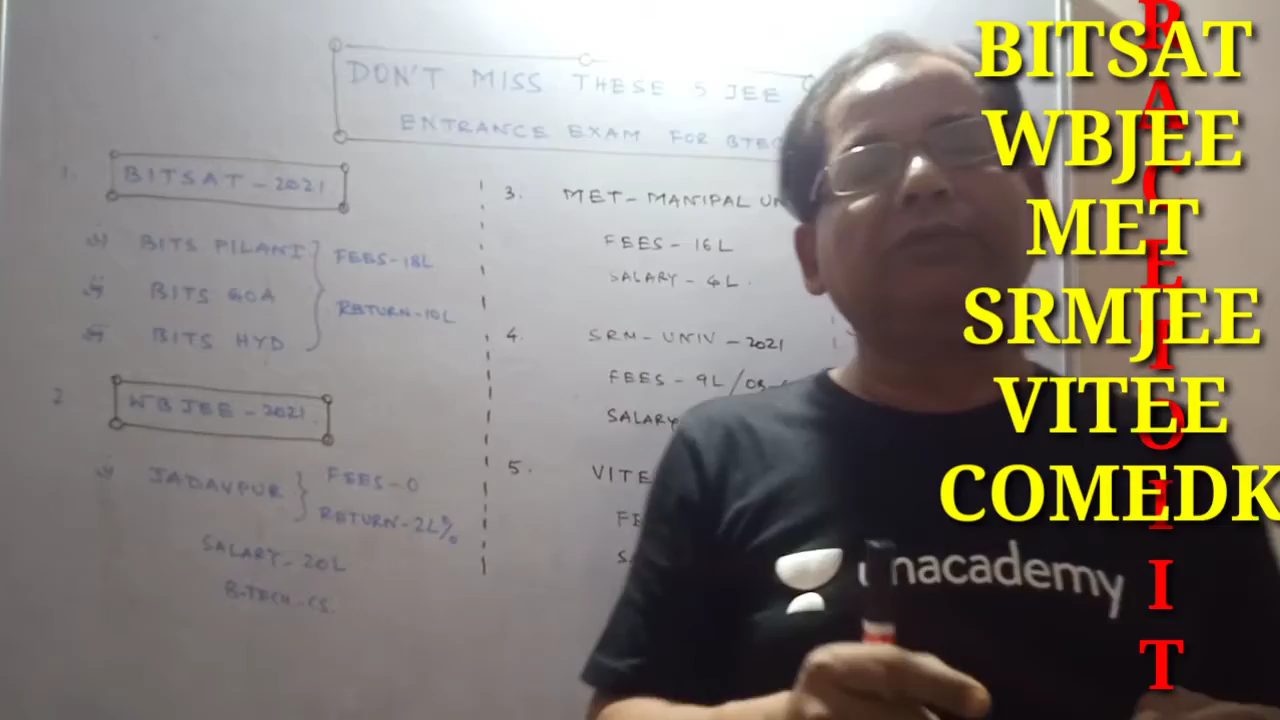 DON'T MISS THESE 5 JEE
ENTRANCE EXAM FOR BTEC
1. BITSAT-2021
i) BITS PILANI
ii) BITS GOA
iii) BITS HYD
FEES-18L
RETURN-10L
2 WBJEE-2021.
i) JADAVPUR
FEES-0
RETURN-2L%
SALARY-20L
B.TECH-CS.
3. MET-MANIPAL UN
FEES-16L
SALARY-4L.
4. SRM-UNIV-2021
FEES-9L/
SALARY
5. VITE
BITSAT
WBJEE
MET
SRMJEE
VITEE
COMEDK
PACETOIIT
unacademy